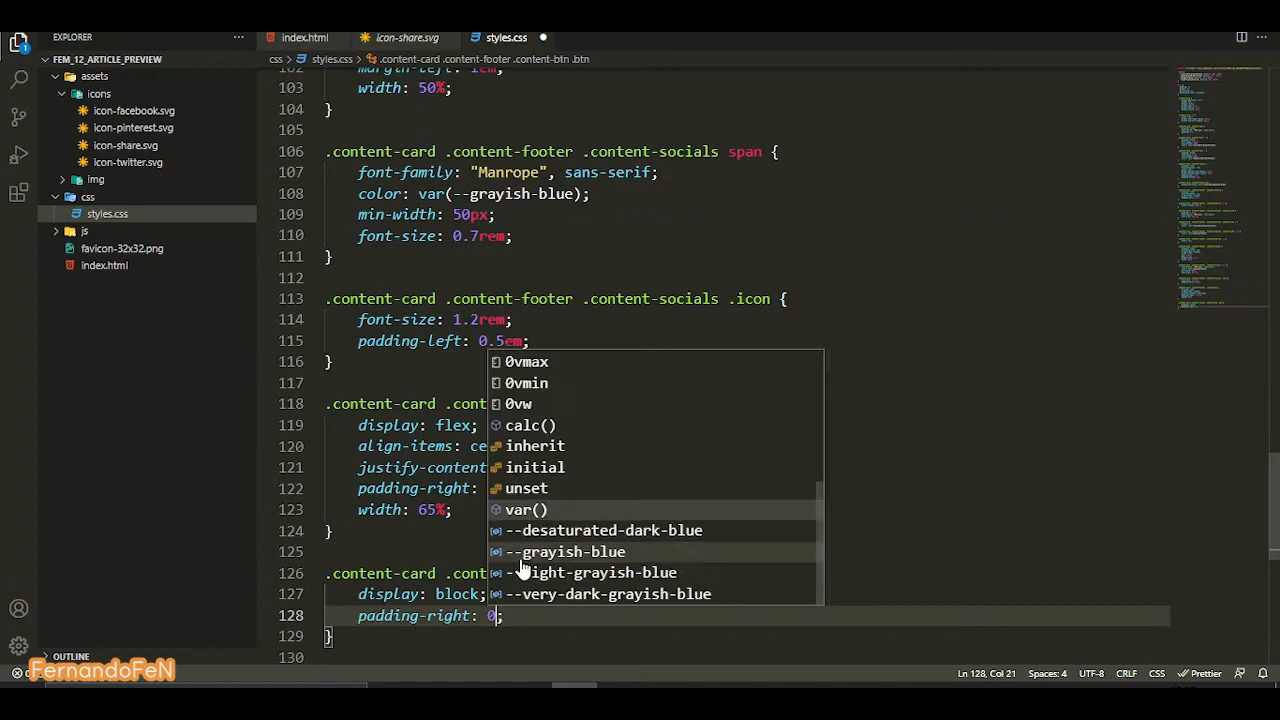 EXPLORER
...
index.html
icon-share.svg
styles.css
FEM_12_ARTICLE_PREVIEW
css > styles.css > .content-card .content-footer .content-btn .btn
1
assets
icons
icon-facebook.svg
icon-pinterest.svg
icon-share.svg
icon-twitter.svg
img
css
styles.css
js
favicon-32x32.png
index.html
102 margin-left: 1em;
103 width: 50%;
104 }
105
106 .content-card .content-footer .content-socials span {
107 font-family: "Manrope", sans-serif;
108 color: var(--grayish-blue);
109 min-width: 50px;
110 font-size: 0.7rem;
111 }
112
113 .content-card .content-footer .content-socials .icon {
114 font-size: 1.2rem;
115 padding-left: 0.5em;
116 }
117
118 .content-card .cont
119 display: flex;
120 align-items: ce
121 justify-content
122 padding-right:
123 width: 65%;
124 }
125
126 .content-card .cont
127 display: block;
128 padding-right: 0;
129 }
130
0vmax
0vmin
0vw
calc()
inherit
initial
unset
var()
--desaturated-dark-blue
--grayish-blue
ight-grayish-blue
--very-dark-grayish-blue
OUTLINE
FernandoFeN
Ln 128, Col 21
Spaces: 4
UTF-8
CRLF
CSS
Prettier